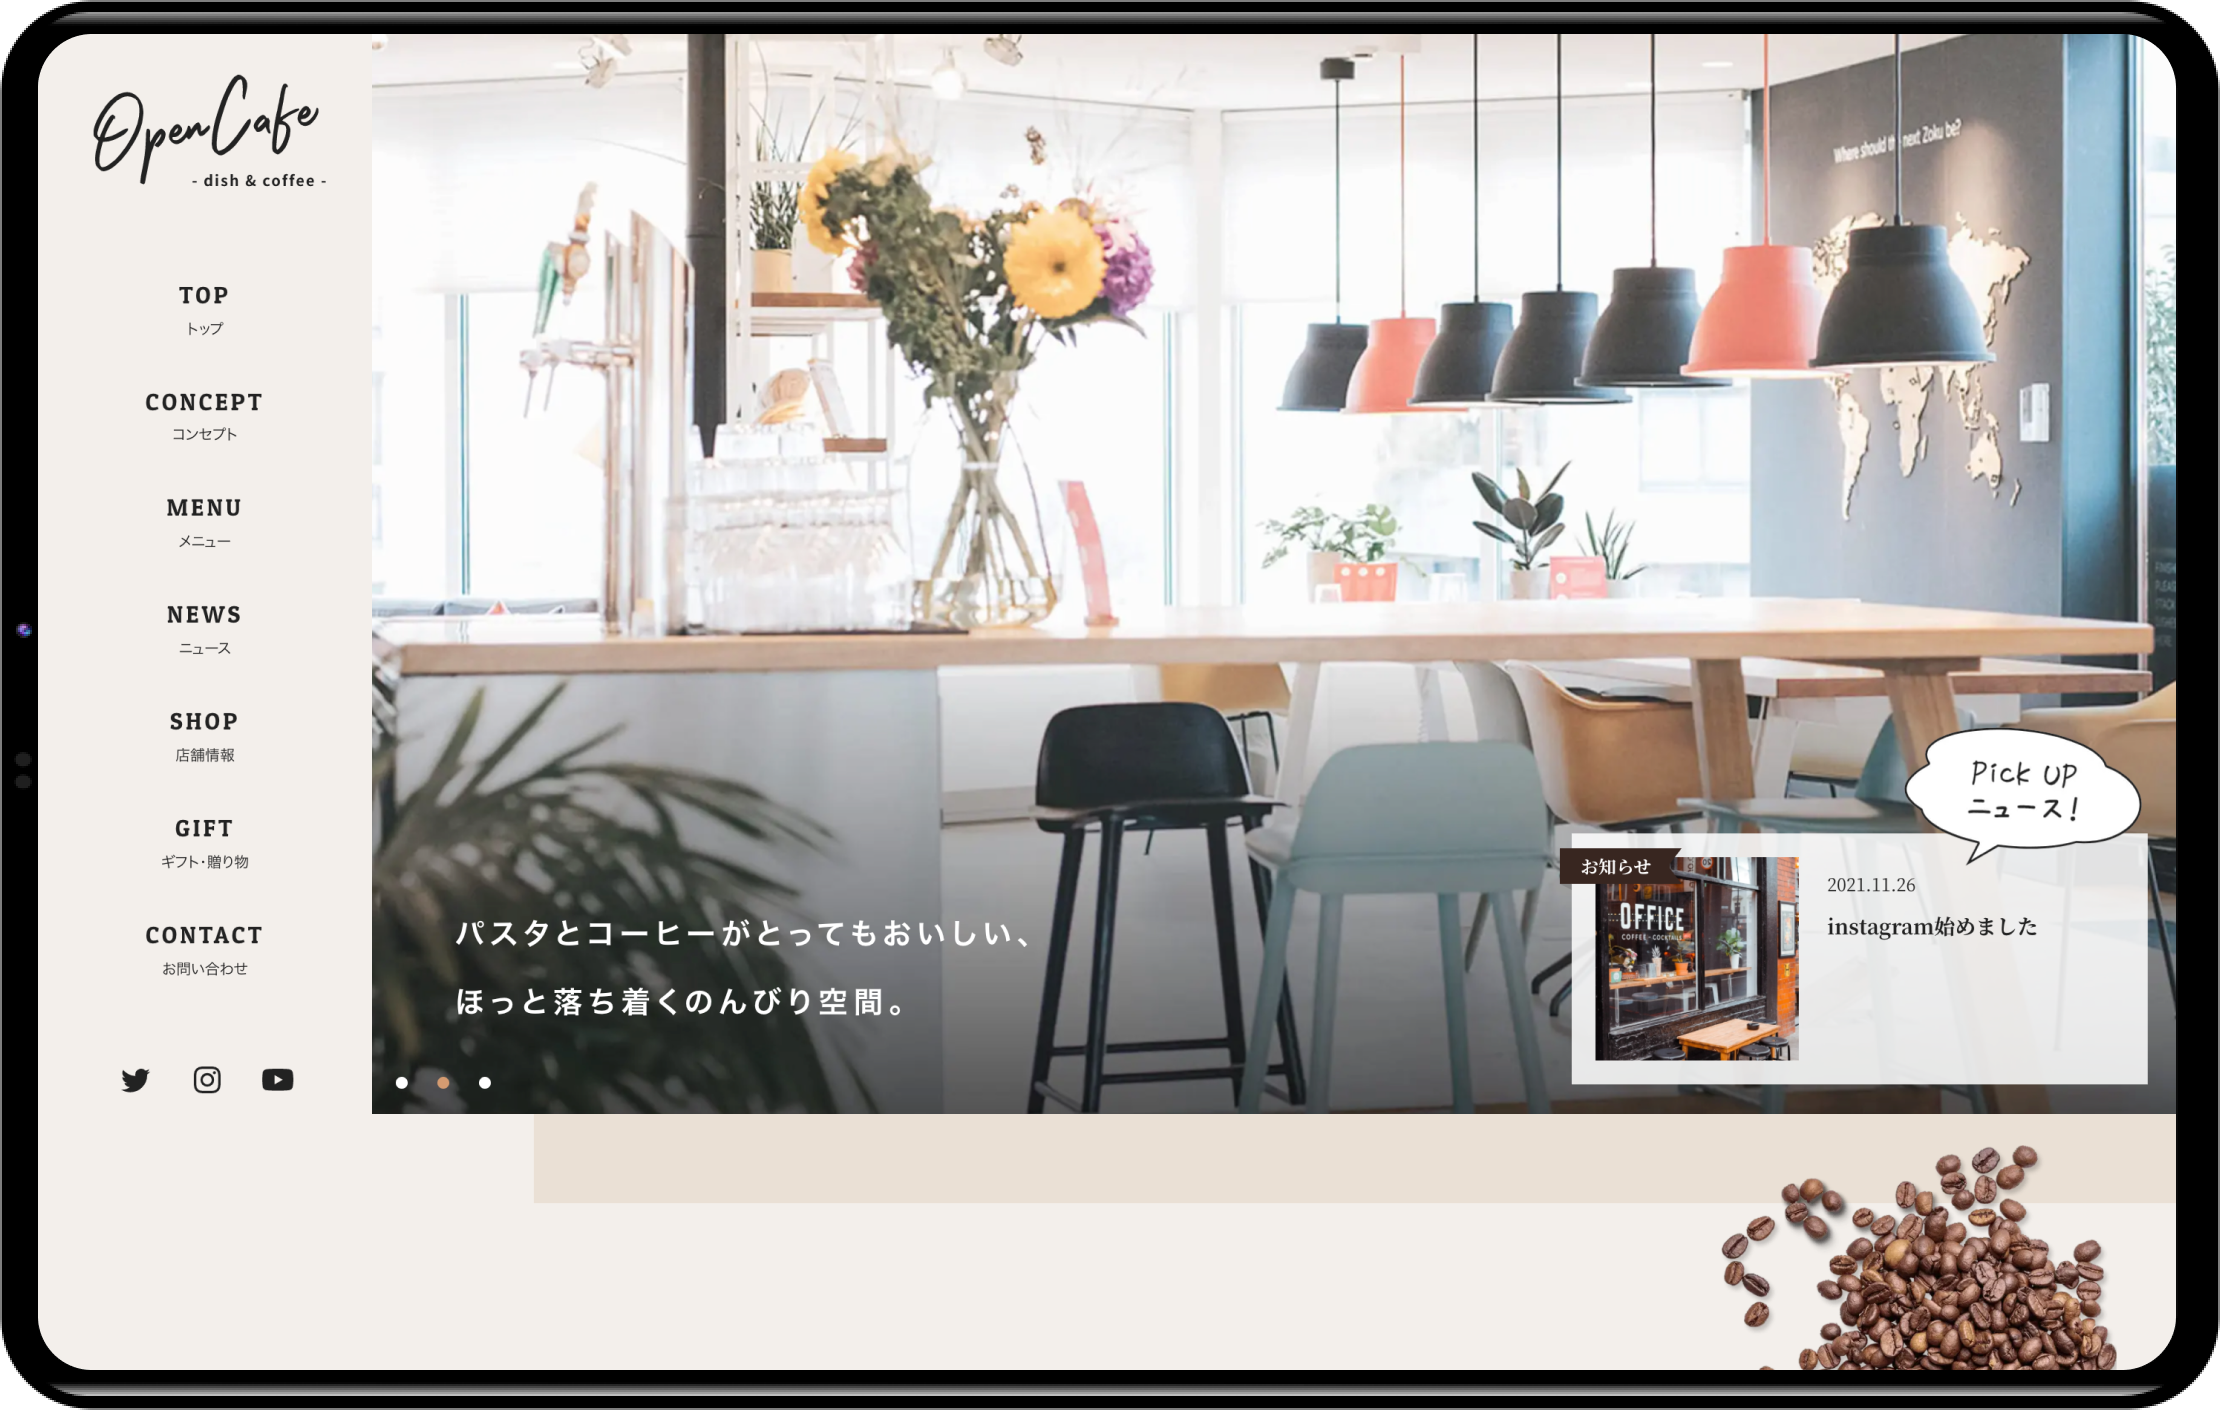 OpenCafe
- dish & coffee -
TOP
トップ
CONCEPT
コンセプト
MENU
メニュー
NEWS
ニュース
SHOP
店舗情報
GIFT
ギフト・贈り物
CONTACT
お問い合わせ
Where should the next Zoku be?
パスタとコーヒーがとってもおいしい、
ほっと落ち着くのんびり空間。
Pick UP
ニュース!
お知らせ
OFFICE
COFFEE-COCKTAILS
2021.11.26
instagram始めました